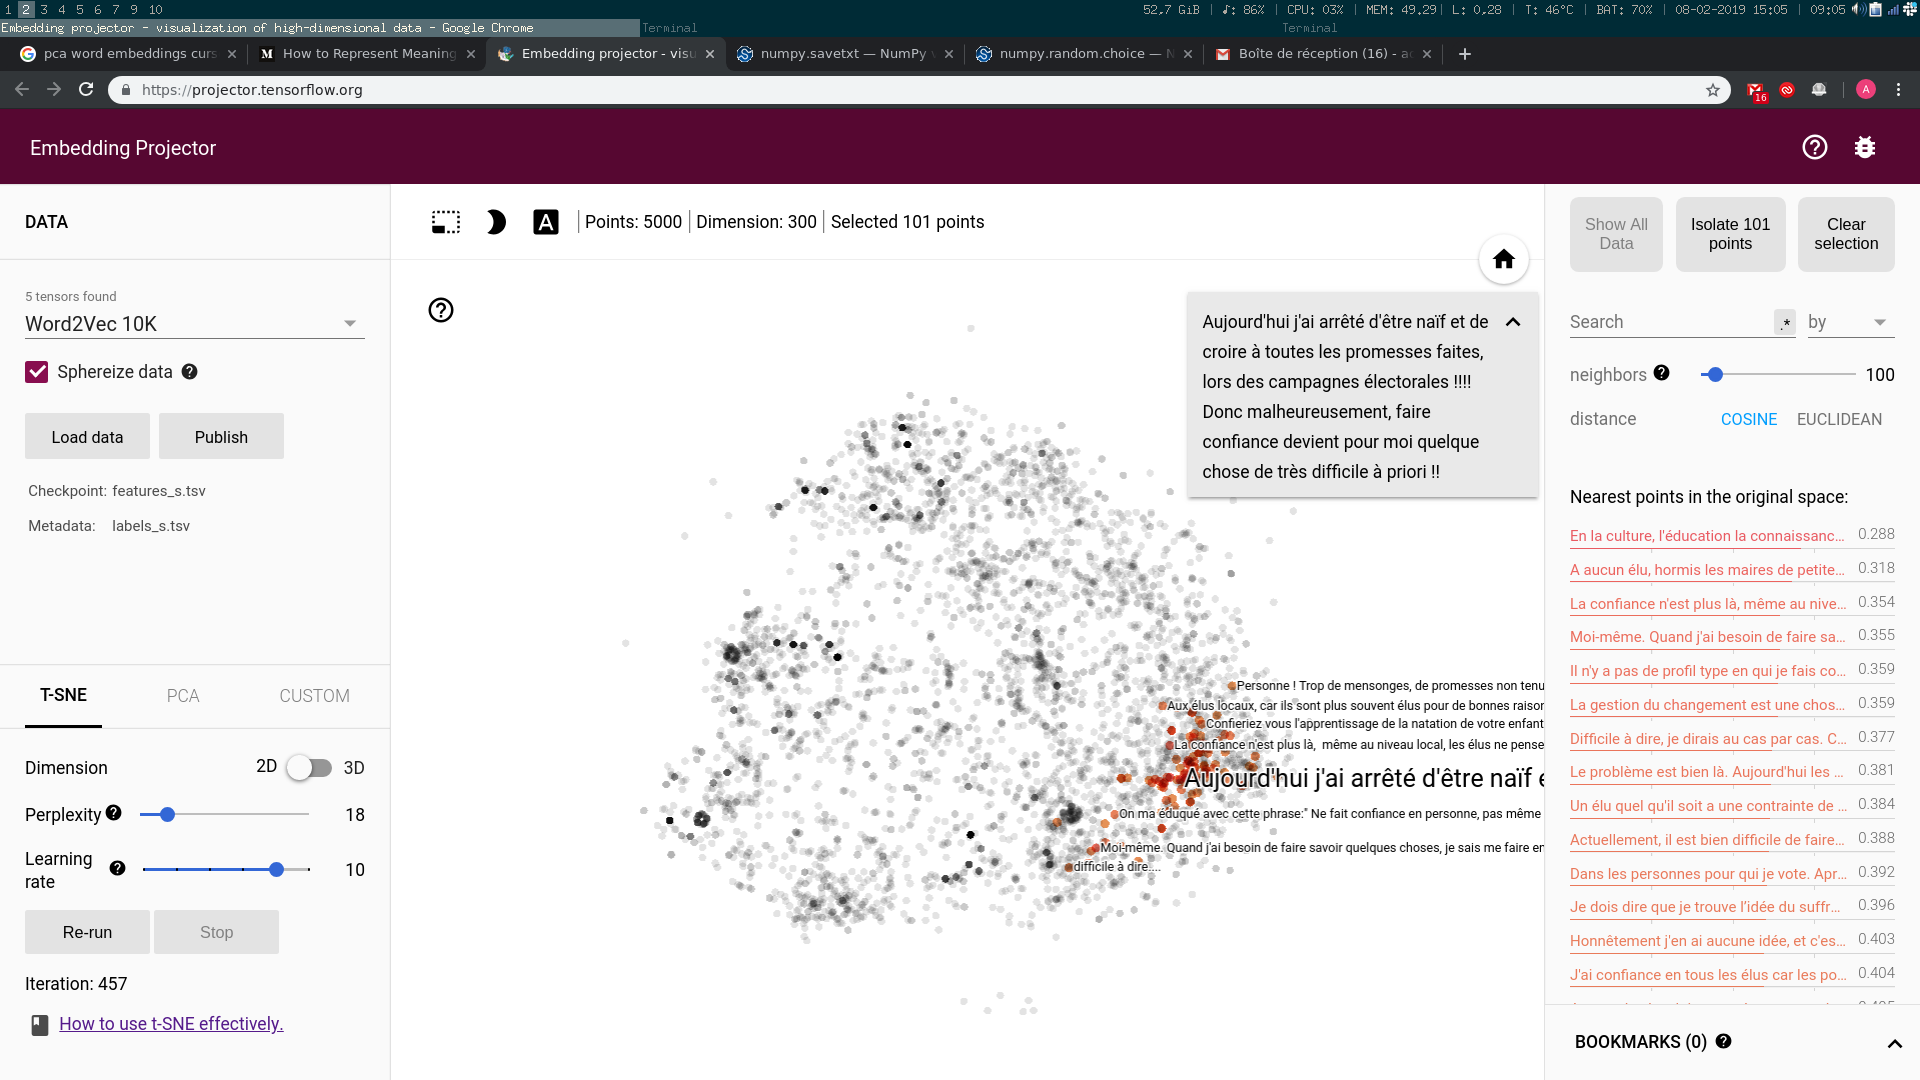 1 2 3 4 5 6 7 8 9 10
52,7 GiB | ♪: 86% | CPU: 03% | MEM: 49,29| L: 0,28 | T: 46°C | BAT: 70% | 08-02-2019 15:05 | 09:05
Embedding projector - visualization of high-dimensional data - Google Chrome
Terminal
Terminal
pca word embeddings curs
How to Represent Meaning
Embedding projector - visu
numpy.savetxt — NumPy
numpy.random.choice — N
Boîte de réception (16) - ac
https://projector.tensorflow.org
16
A
Embedding Projector
DATA
5 tensors found
Word2Vec 10K
Sphereize data
Load data
Publish
Checkpoint: features_s.tsv
Metadata: labels_s.tsv
T-SNE
PCA
CUSTOM
Dimension 2D 3D
Perplexity 18
Learning
rate 10
Re-run
Stop
Iteration: 457
How to use t-SNE effectively.
A
Points: 5000 | Dimension: 300 | Selected 101 points
Aujourd'hui j'ai arrêté d'être naïf et de
croire à toutes les promesses faites,
lors des campagnes électorales !!!!
Donc malheureusement, faire
confiance devient pour moi quelque
chose de très difficile à priori !!
Personne ! Trop de mensonges, de promesses non tenu
Aux élus locaux, car ils sont plus souvent élus pour de bonnes raison
Confieriez vous l'apprentissage de la natation de votre enfant
La confiance n'est plus là, même au niveau local, les élus ne pense
Aujourd'hui j'ai arrêté d'être naïf e
On ma éduqué avec cette phrase:" Ne fait confiance en personne, pas même
Moi-même. Quand j'ai besoin de faire savoir quelques choses, je sais me faire en
difficile à dire....
Show All
Data
Isolate 101
points
Clear
selection
Search .* by
neighbors 100
distance COSINE EUCLIDEAN
Nearest points in the original space:
En la culture, l'éducation la connaissanc... 0.288
A aucun élu, hormis les maires de petite... 0.318
La confiance n'est plus là, même au nive... 0.354
Moi-même. Quand j'ai besoin de faire sa... 0.355
Il n'y a pas de profil type en qui je fais co... 0.359
La gestion du changement est une chos... 0.359
Difficile à dire, je dirais au cas par cas. C... 0.377
Le problème est bien là. Aujourd'hui les ... 0.381
Un élu quel qu'il soit a une contrainte de ... 0.384
Actuellement, il est bien difficile de faire... 0.388
Dans les personnes pour qui je vote. Apr... 0.392
Je dois dire que je trouve l'idée du suffr... 0.396
Honnêtement j'en ai aucune idée, et c'es... 0.403
J'ai confiance en tous les élus car les po... 0.404
BOOKMARKS (0)